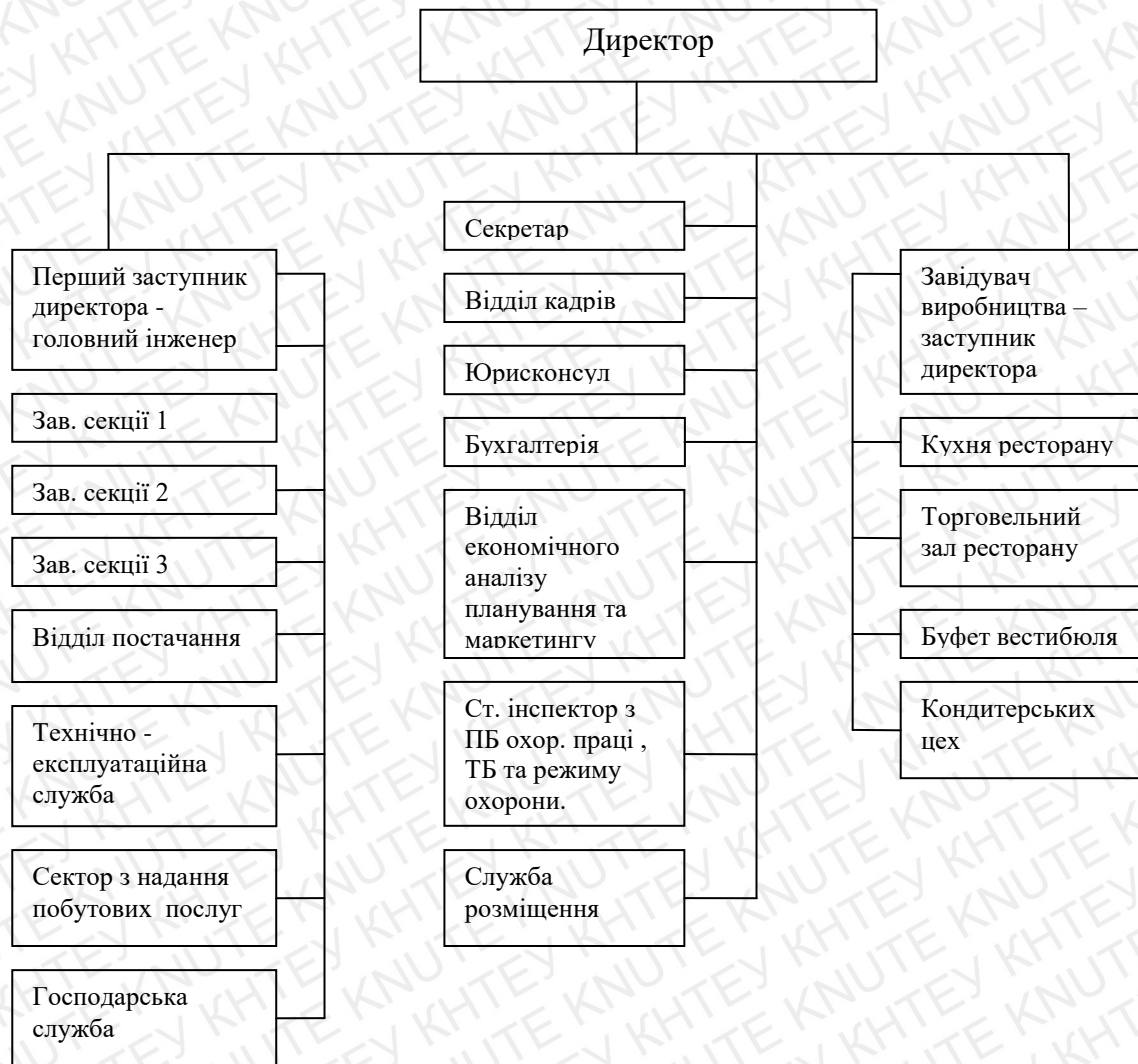 Директор
Перший заступник
директора -
головний інженер
Зав. секції 1
Зав. секції 2
Зав. секції 3
Відділ постачання
Технічно -
експлуатаційна
служба
Сектор з надання
побутових послуг
Господарська
служба
Секретар
Відділ кадрів
Юрисконсул
Бухгалтерія
Відділ
економічного
аналізу
планування та
маркетингу
Ст. інспектор з
ПБ охор. праці ,
ТБ та режиму
охорони.
Служба
розміщення
Завідувач
виробництва –
заступник
директора
Кухня ресторану
Торговельний
зал ресторану
Буфет вестибюля
Кондитерських
цех